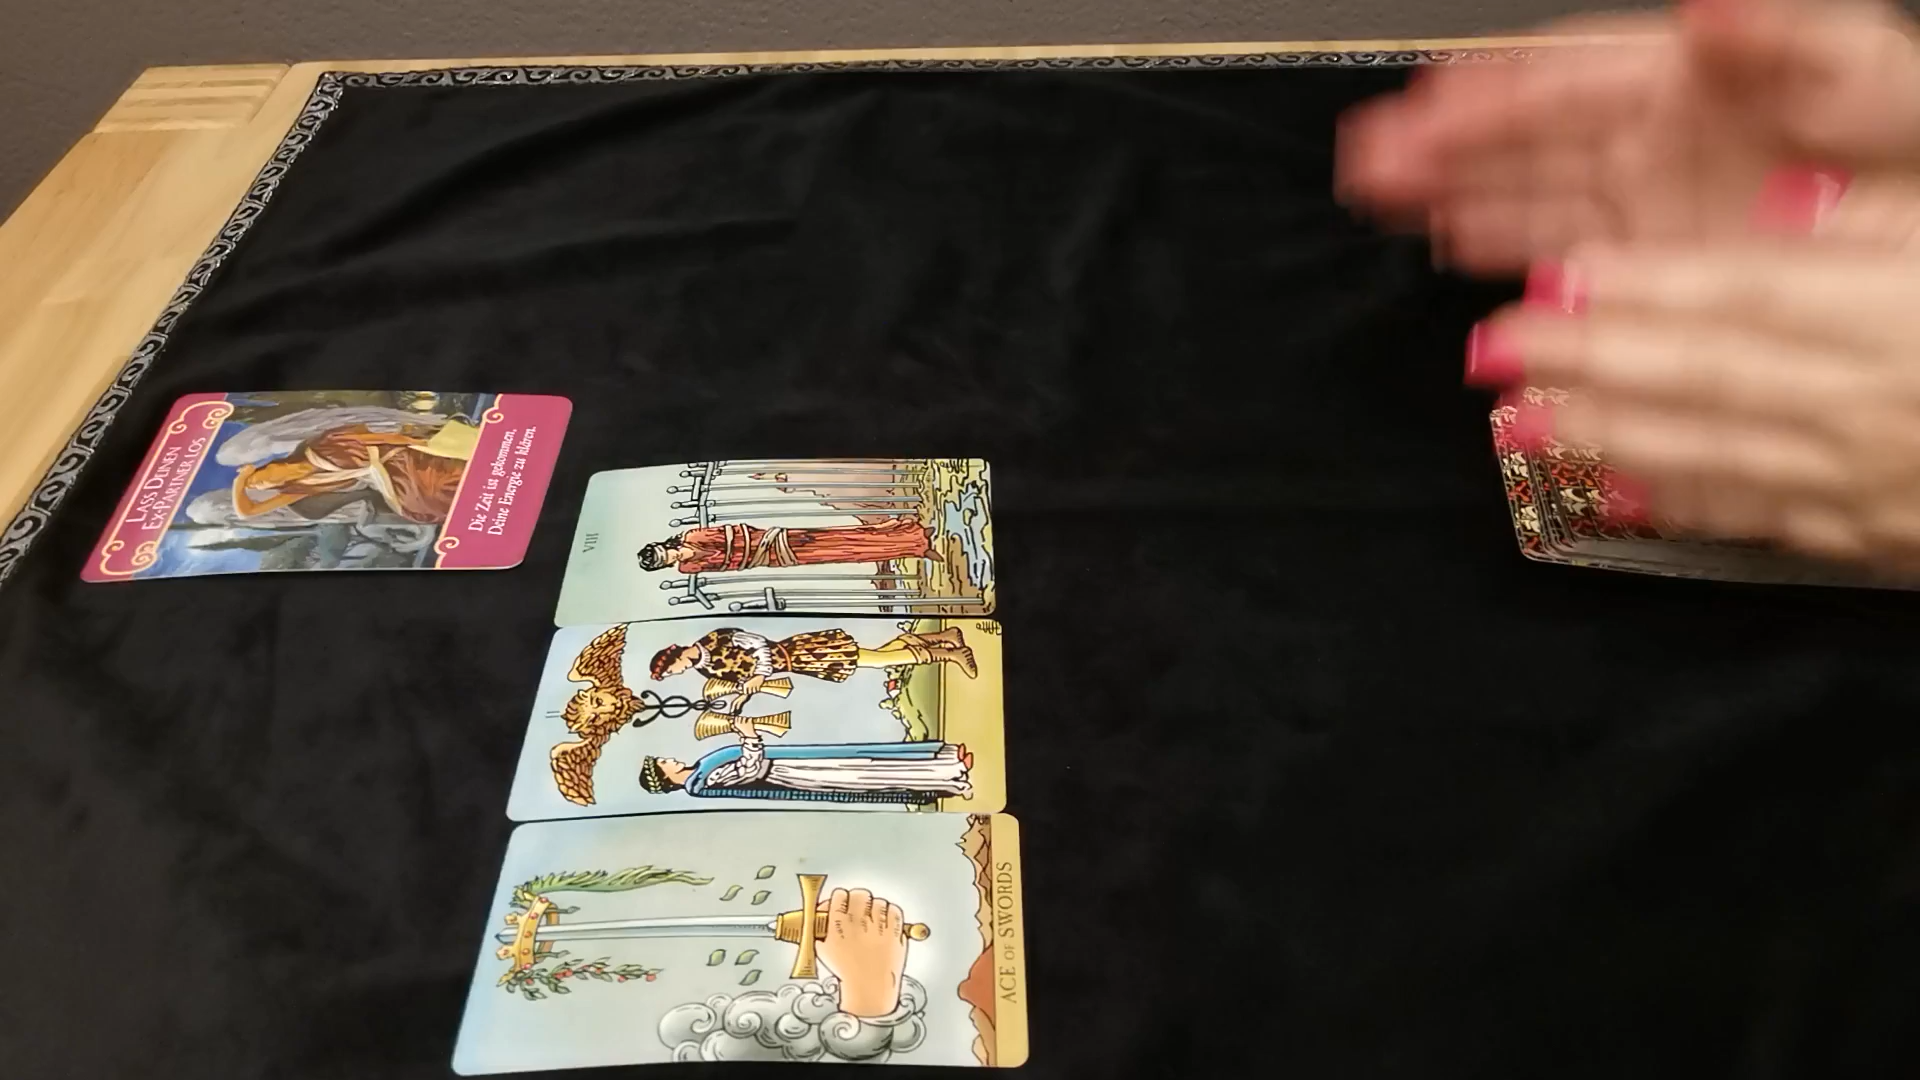 LASS DEINEN
EX-PARTNER LOS
Die Zeit ist gekommen,
Deine Energie zu klären.
VIII
II
ACE OF SWORDS